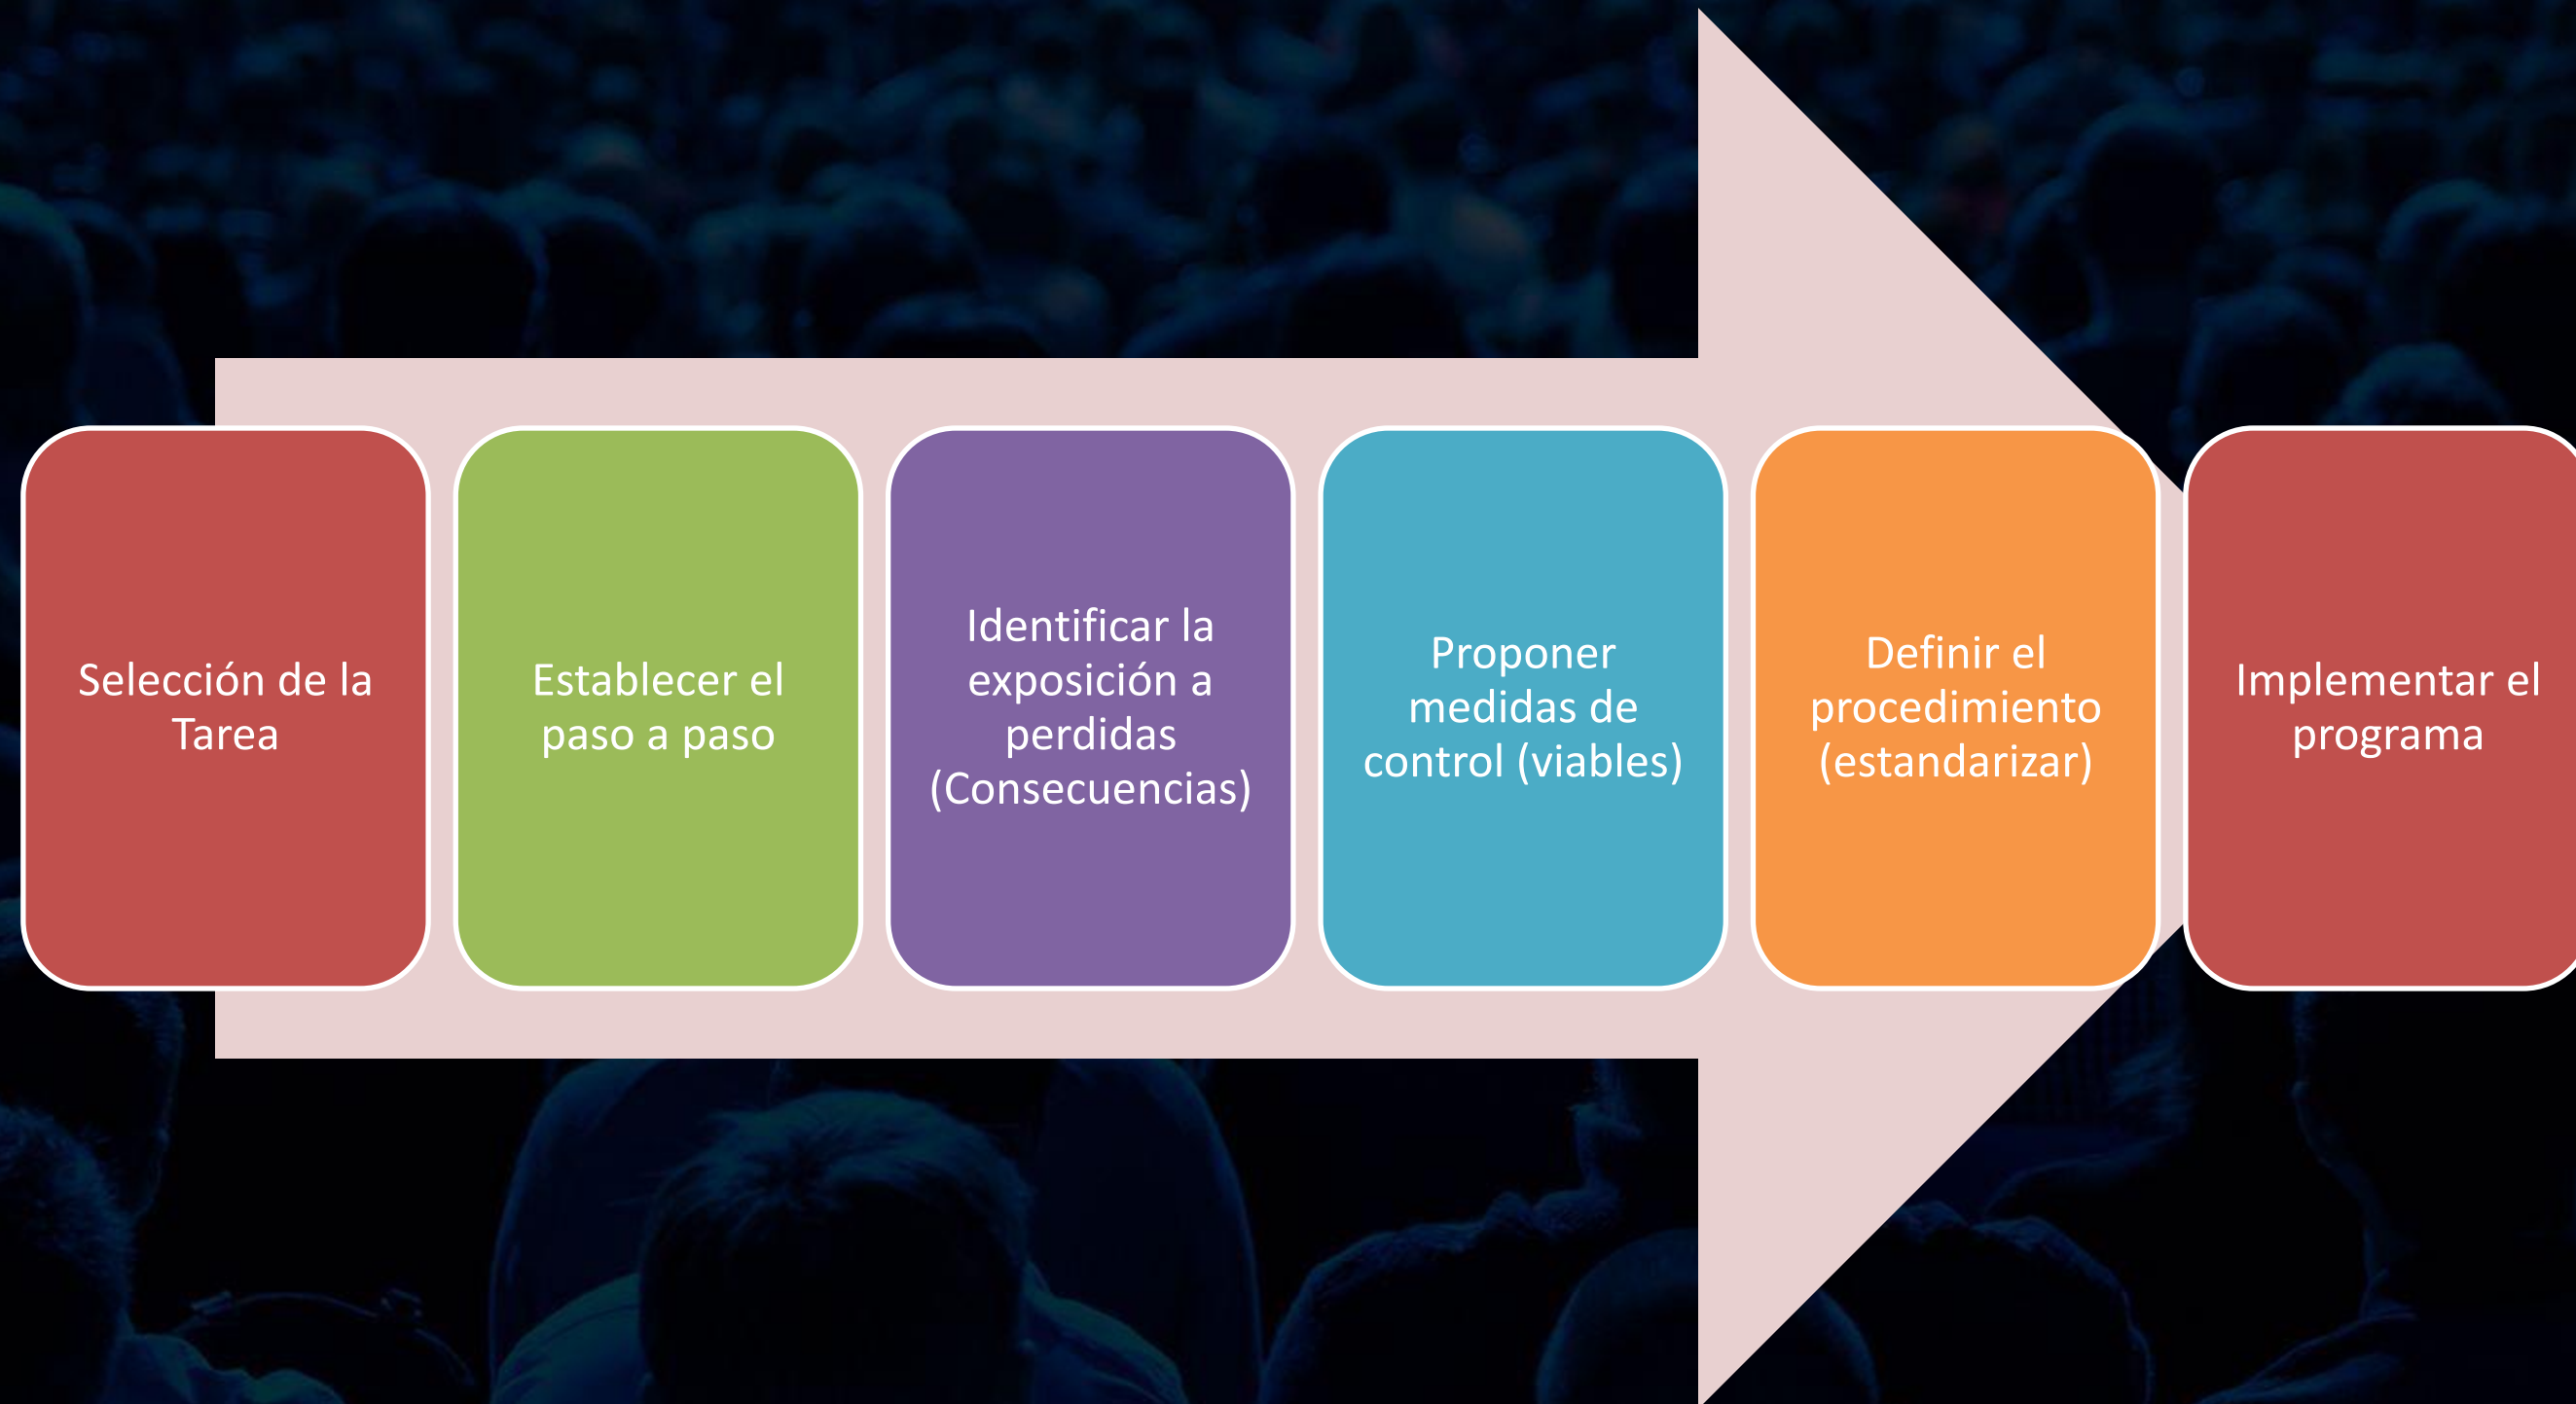 Selección de la
Tarea
Establecer el
paso a paso
Identificar la
exposición a
perdidas
(Consecuencias)
Proponer
medidas de
control (viables)
Definir el
procedimiento
(estandarizar)
Implementar el
programa